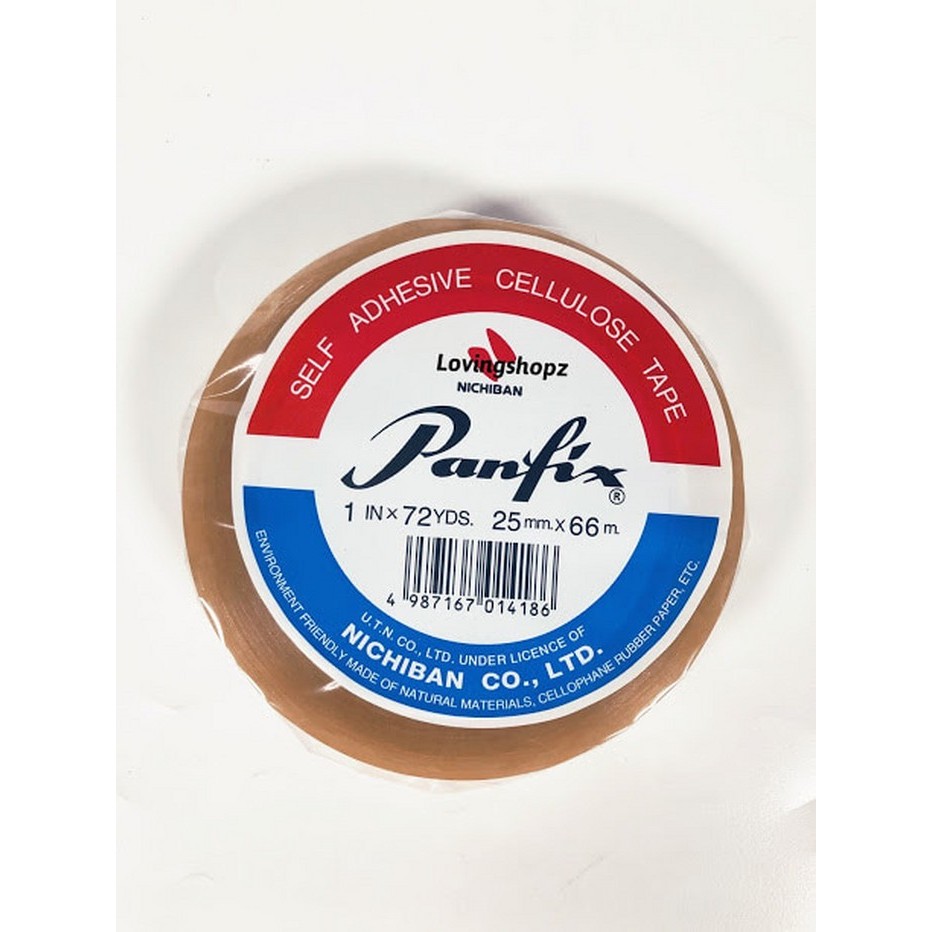 SELF ADHESIVE CELLULOSE TAPE
Lovingshopz
NICHIBAN
Panfix®
1 IN x 72 YDS. 25 mm. x 66 m.
4 987167 014186
U.T.N. CO., LTD. UNDER LICENCE OF
NICHIBAN CO., LTD.
ENVIRONMENT FRIENDLY MADE OF NATURAL MATERIALS, CELLOPHANE RUBBER PAPER, ETC.